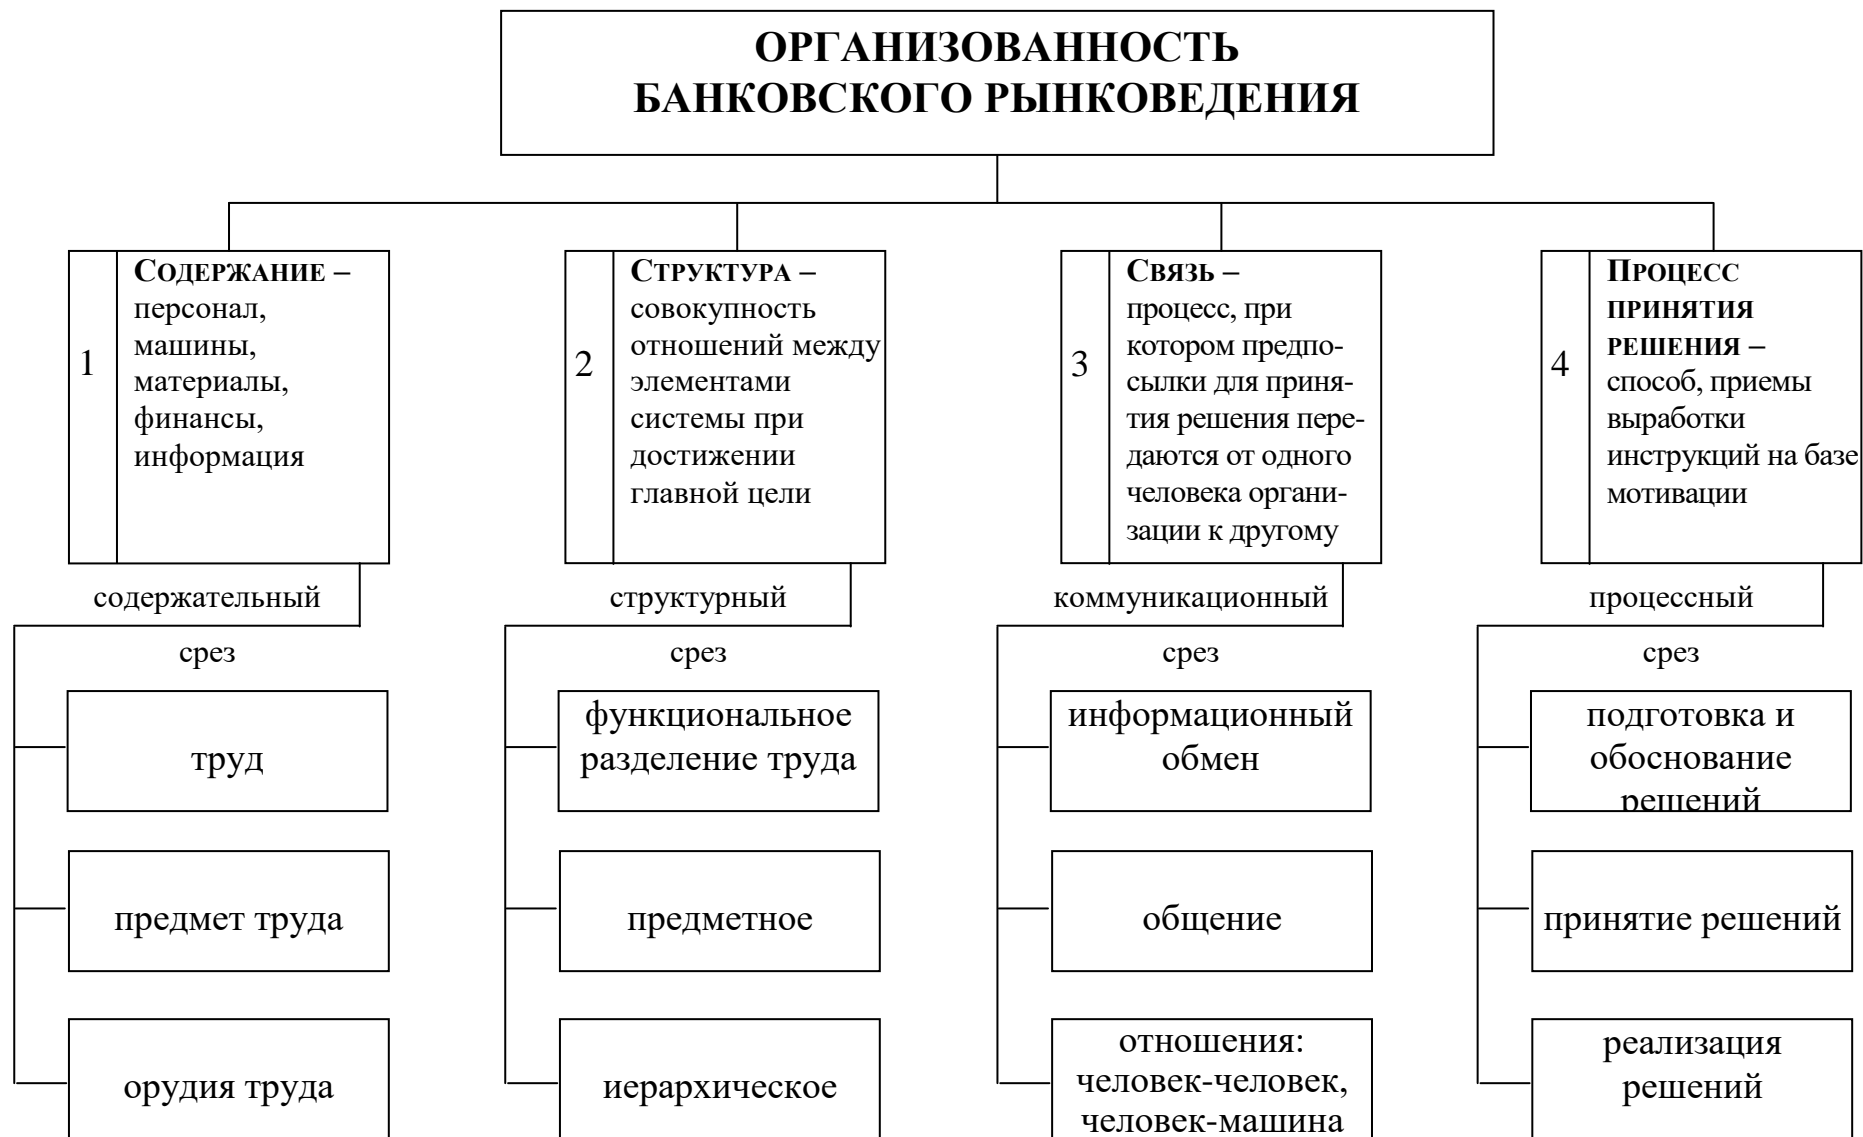 ОРГАНИЗОВАННОСТЬ
БАНКОВСКОГО РЫНКОВЕДЕНИЯ
1
СОДЕРЖАНИЕ –
персонал,
машины,
материалы,
финансы,
информация
2
СТРУКТУРА –
совокупность
отношений между
элементами
системы при
достижении
главной цели
3
СВЯЗЬ –
процесс, при
котором предпо-
сылки для приня-
тия решения пере-
даются от одного
человека органи-
зации к другому
4
ПРОЦЕСС
ПРИНЯТИЯ
РЕШЕНИЯ –
способ, приемы
выработки
инструкций на базе
мотивации
содержательный
срез
структурный
срез
коммуникационный
срез
процессный
срез
труд
функциональное
разделение труда
информационный
обмен
подготовка и
обоснование
решений
предмет труда
предметное
общение
принятие решений
орудия труда
иерархическое
отношения:
человек-человек,
человек-машина
реализация
решений